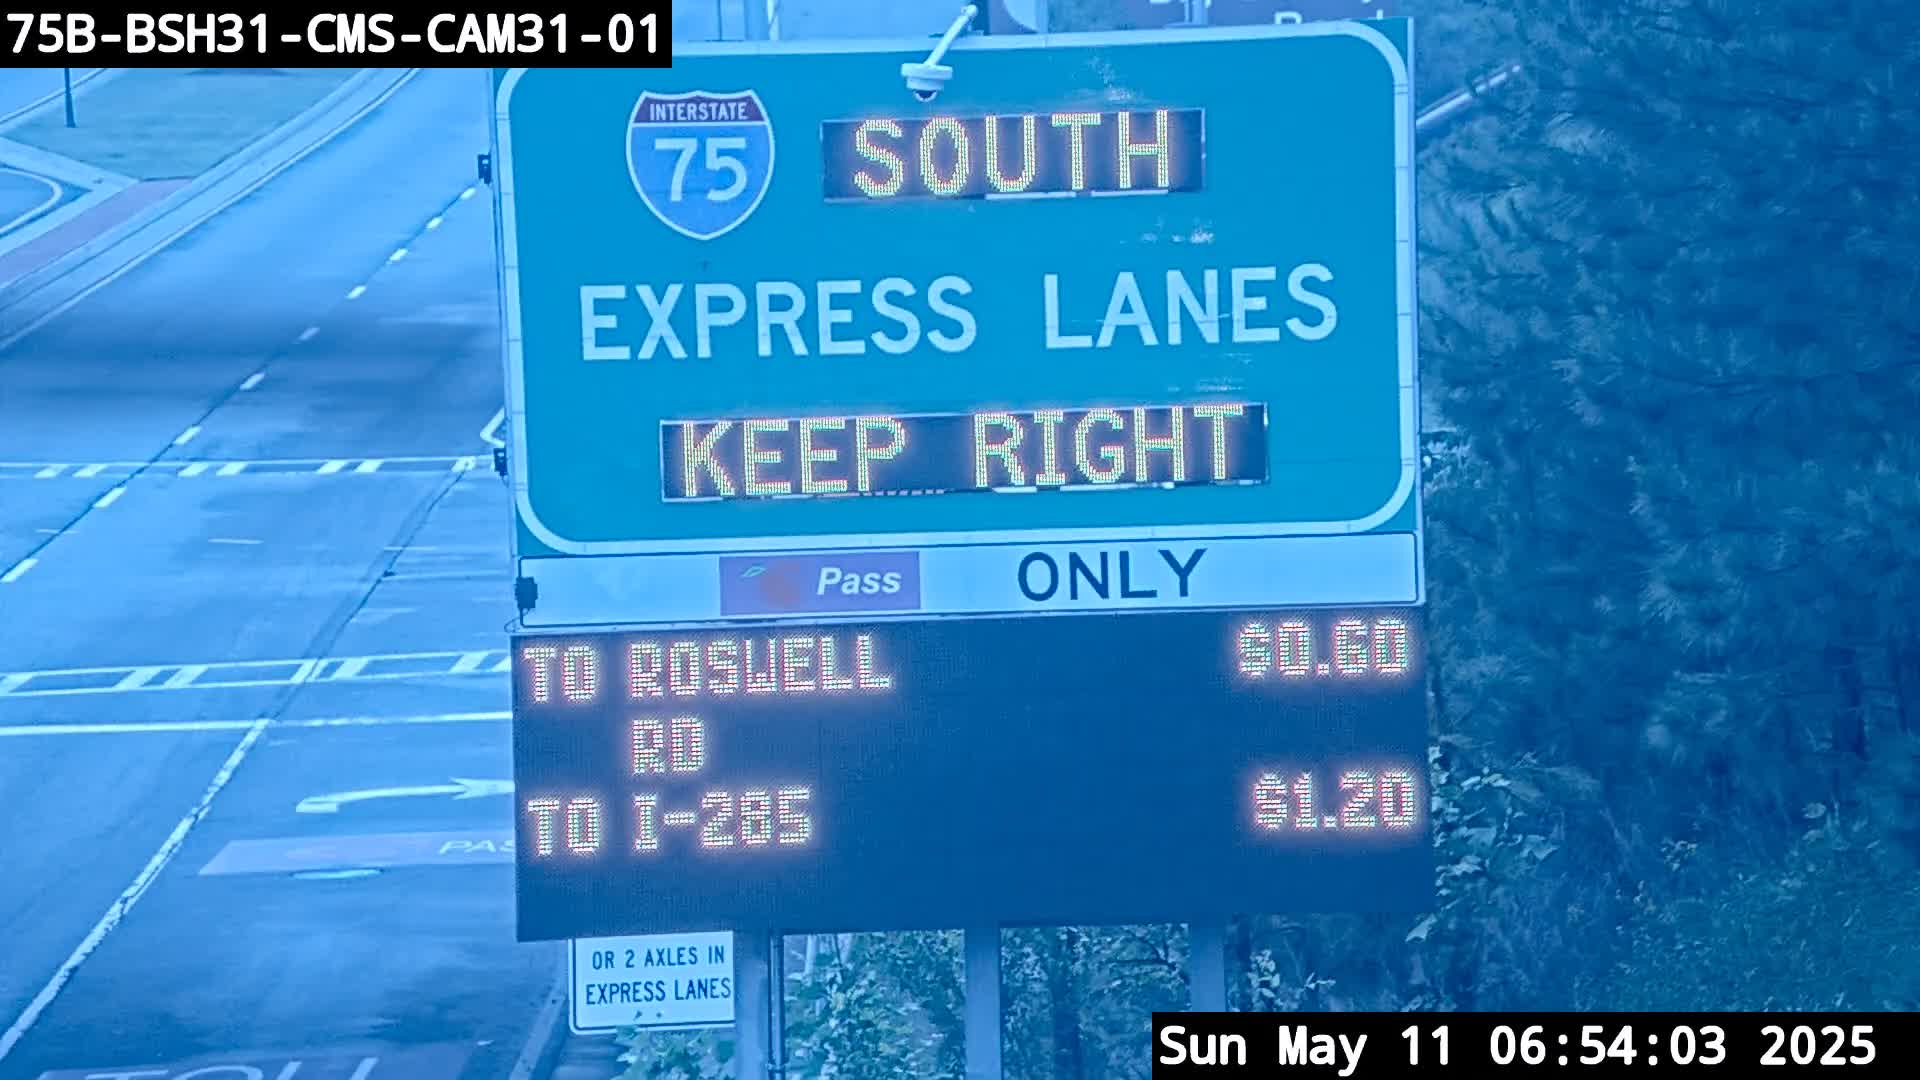 75B-BSH31-CMS-CAM31-01
INTERSTATE
75
SOUTH
EXPRESS LANES
KEEP RIGHT
Pass
ONLY
TO ROSWELL $0.60
RD
TO I-285 $1.20
OR 2 AXLES IN
EXPRESS LANES
Sun May 11 06:54:03 2025